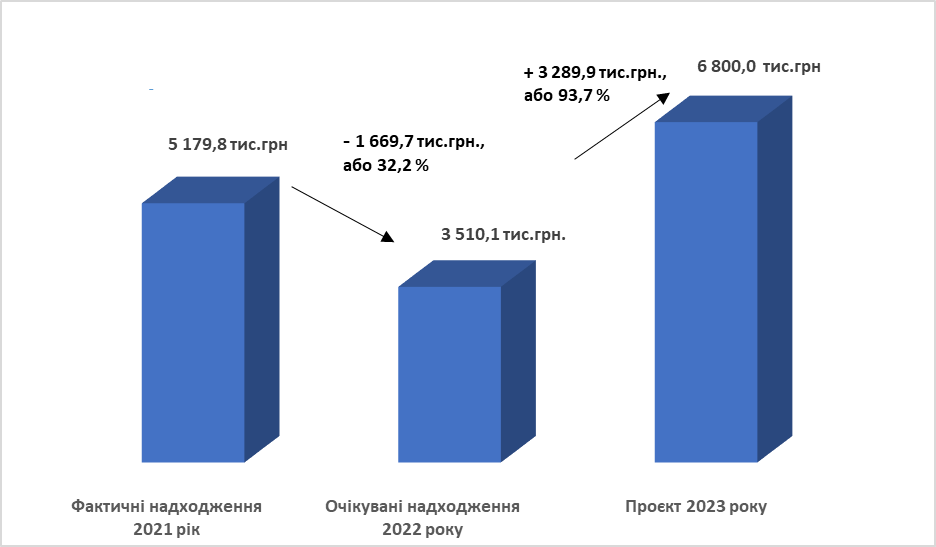 + 3 289,9 тис.грн.,
або 93,7 %
6 800,0 тис.грн
5 179,8 тис.грн
- 1 669,7 тис.грн.,
або 32,2 %
3 510,1 тис.грн.
Фактичні надходження
2021 рік
Очікувані надходження
2022 року
Проєкт 2023 року